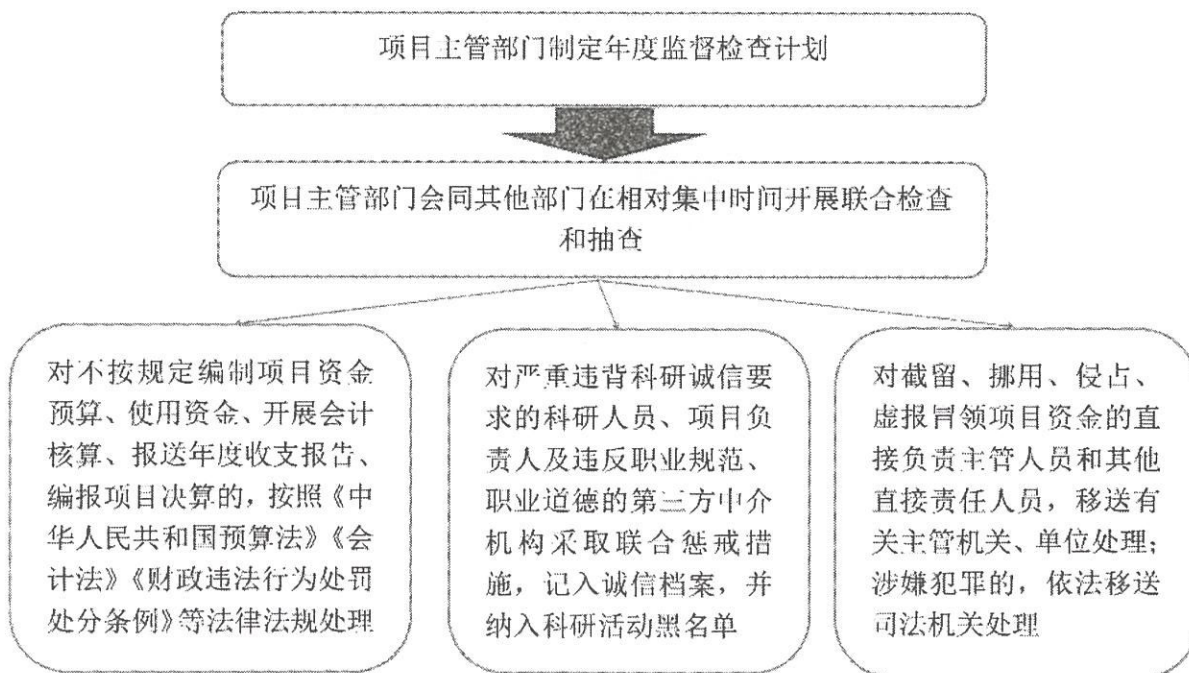 项目主管部门制定年度监督检查计划
项目主管部门会同其他部门在相对集中时间开展联合检查
和抽查
对不按规定编制项目资金
预算、使用资金、开展会计
核算、报送年度收支报告、
编报项目决算的，按照《中
华人民共和国预算法》《会
计法》《财政违法行为处罚
处分条例》等法律法规处理
对严重违背科研诚信要
求的科研人员、项目负
责人及违反职业规范、
职业道德的第三方中介
机构采取联合惩戒措
施，记入诚信档案，并
纳入科研活动黑名单
对截留、挪用、侵占、
虚报冒领项目资金的直
接负责主管人员和其他
直接责任人员，移送有
关主管机关、单位处理；
涉嫌犯罪的，依法移送
司法机关处理